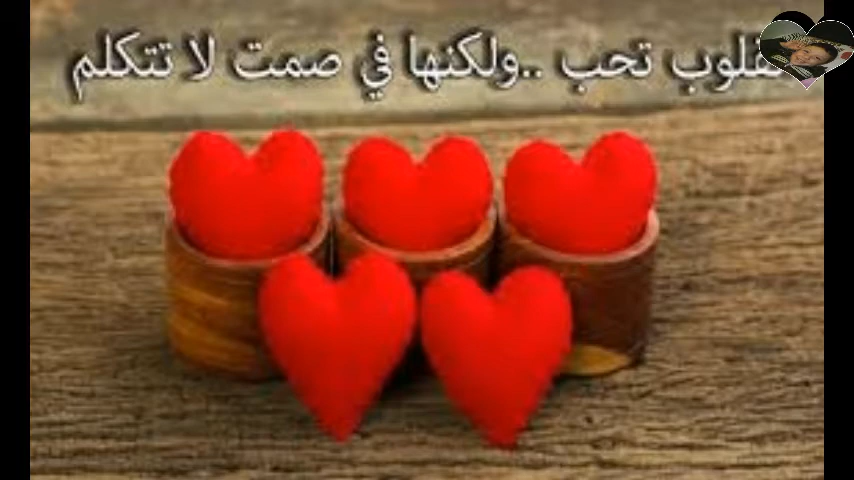 تحب ..ولكنها في صمت لا تتكلم